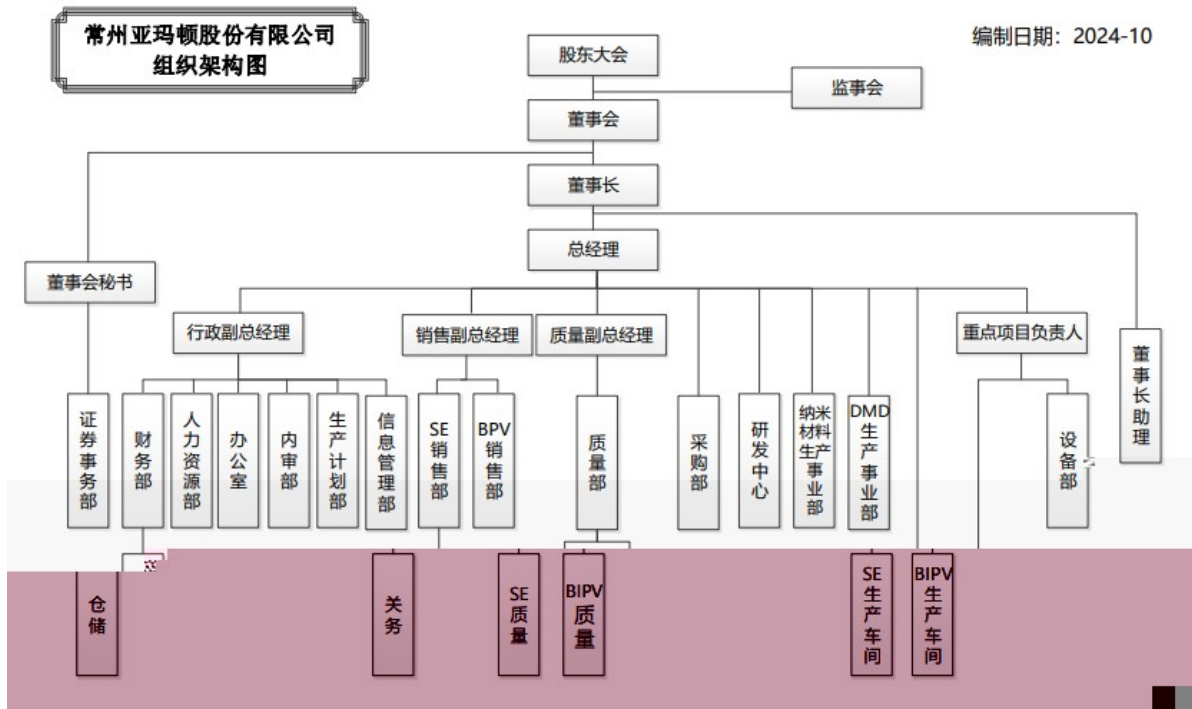 常州亚玛顿股份有限公司
组织架构图
编制日期：2024-10
股东大会
监事会
董事会
董事长
总经理
董事会秘书
行政副总经理
销售副总经理
质量副总经理
重点项目负责人
董事长助理
证券事务部
财务部
人力资源部
办公室
内审部
生产计划部
信息管理部
SE销售部
BPV销售部
质量部
采购部
研发中心
纳米材料生产事业部
DMD生产事业部
设备部
仓储
关务
SE质量
BIPV质量
SE生产车间
BIPV生产车间